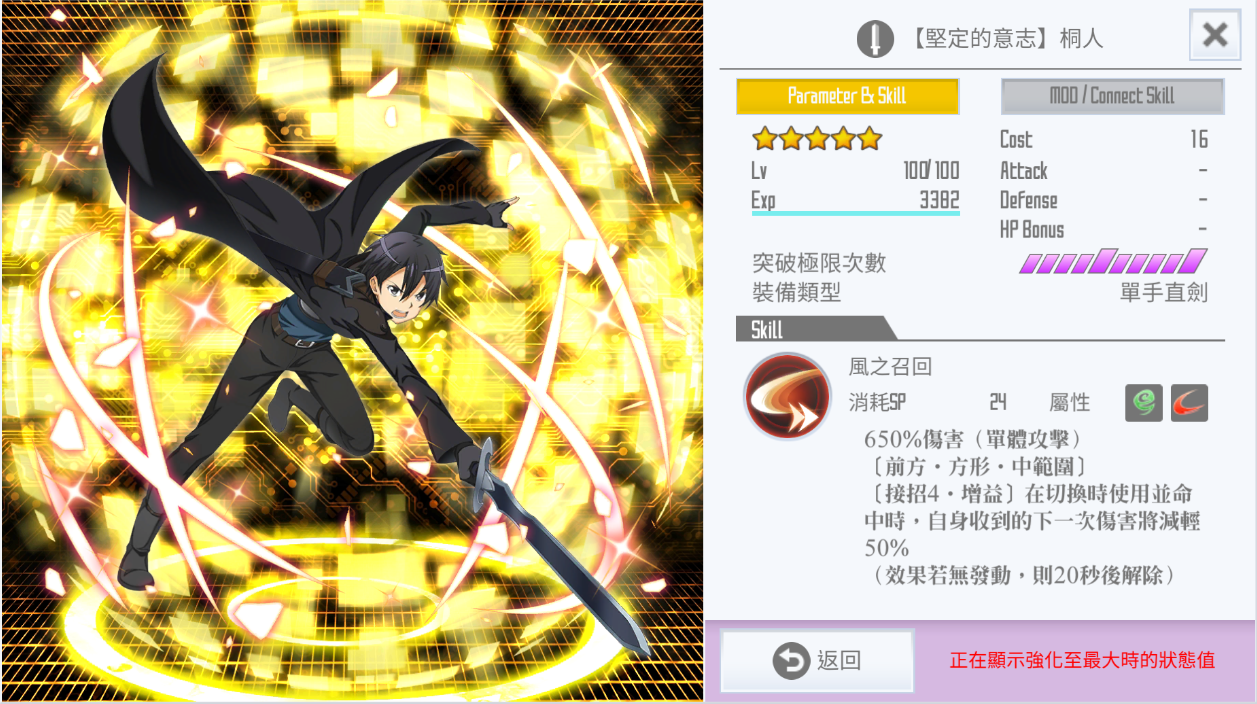 【堅定的意志】桐人
Parameter & Skill
MOD / Connect Skill
Lv 100/100
Exp 3382
Cost 16
Attack -
Defense -
HP Bonus -
突破極限次數
裝備類型 單手直劍
Skill
風之召回
消耗SP 24 屬性
650%傷害（單體攻擊）
〔前方・方形・中範圍〕
〔接招4・增益〕在切換時使用並命
中時，自身收到的下一次傷害將減輕
50%
（效果若無發動，則20秒後解除）
返回
正在顯示強化至最大時的狀態值